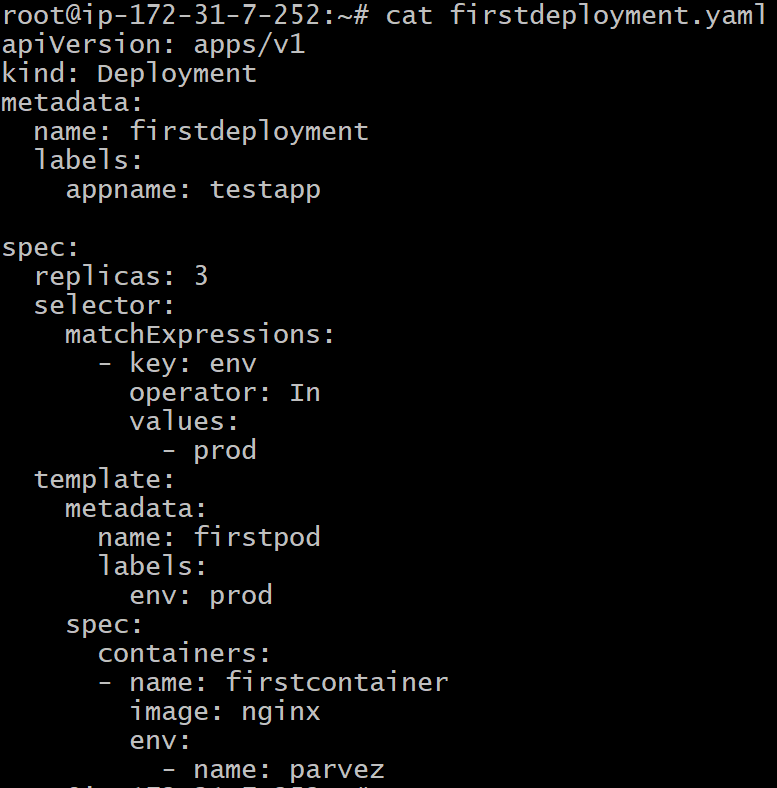 root@ip-172-31-7-252:~# cat firstdeployment.yaml
apiVersion: apps/v1
kind: Deployment
metadata:
  name: firstdeployment
  labels:
    appname: testapp

spec:
  replicas: 3
  selector:
    matchExpressions:
      - key: env
        operator: In
        values:
          - prod
  template:
    metadata:
      name: firstpod
      labels:
        env: prod
    spec:
      containers:
      - name: firstcontainer
        image: nginx
        env:
          - name: parvez